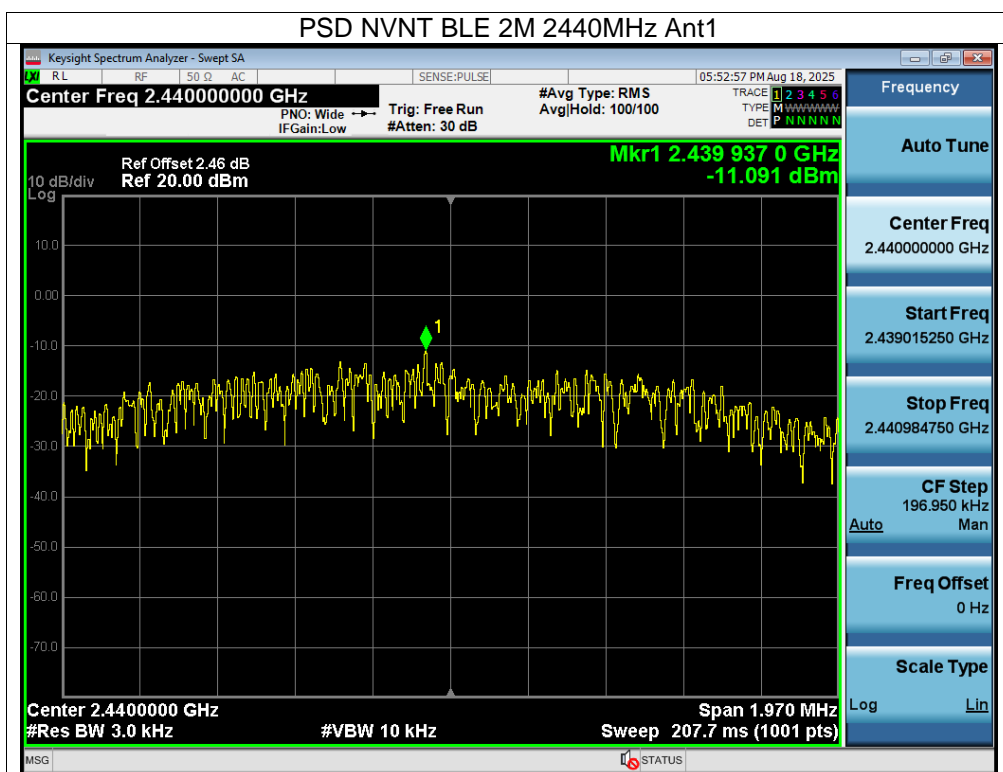 PSD NVNT BLE 2M 2440MHz Ant1
Keysight Spectrum Analyzer - Swept SA
LXI RL RF 50 Ω AC SENSE:PULSE 05:52:57 PM Aug 18, 2025
Center Freq 2.440000000 GHz
PNO: Wide
IFGain:Low
Trig: Free Run
#Atten: 30 dB
#Avg Type: RMS
Avg|Hold: 100/100
TRACE 1 2 3 4 5 6
TYPE M WWWWW
DET P N N N N N
Ref Offset 2.46 dB
10 dB/div Ref 20.00 dBm
Log
Mkr1 2.439 937 0 GHz
-11.091 dBm
10.0
0.00
1
-10.0
-20.0
-30.0
-40.0
-50.0
-60.0
-70.0
Center 2.4400000 GHz Span 1.970 MHz
#Res BW 3.0 kHz #VBW 10 kHz Sweep 207.7 ms (1001 pts)
MSG STATUS
Frequency
Auto Tune
Center Freq
2.440000000 GHz
Start Freq
2.439015250 GHz
Stop Freq
2.440984750 GHz
CF Step
196.950 kHz
Auto Man
Freq Offset
0 Hz
Scale Type
Log Lin